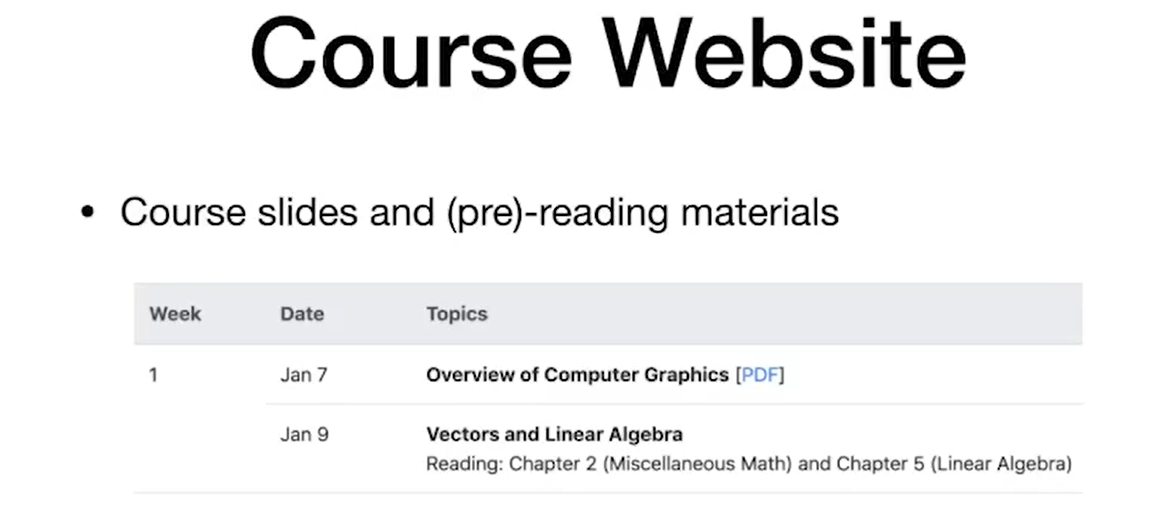 Course Website
• Course slides and (pre)-reading materials
Week Date Topics
1 Jan 7 Overview of Computer Graphics [PDF]
Jan 9 Vectors and Linear Algebra
Reading: Chapter 2 (Miscellaneous Math) and Chapter 5 (Linear Algebra)